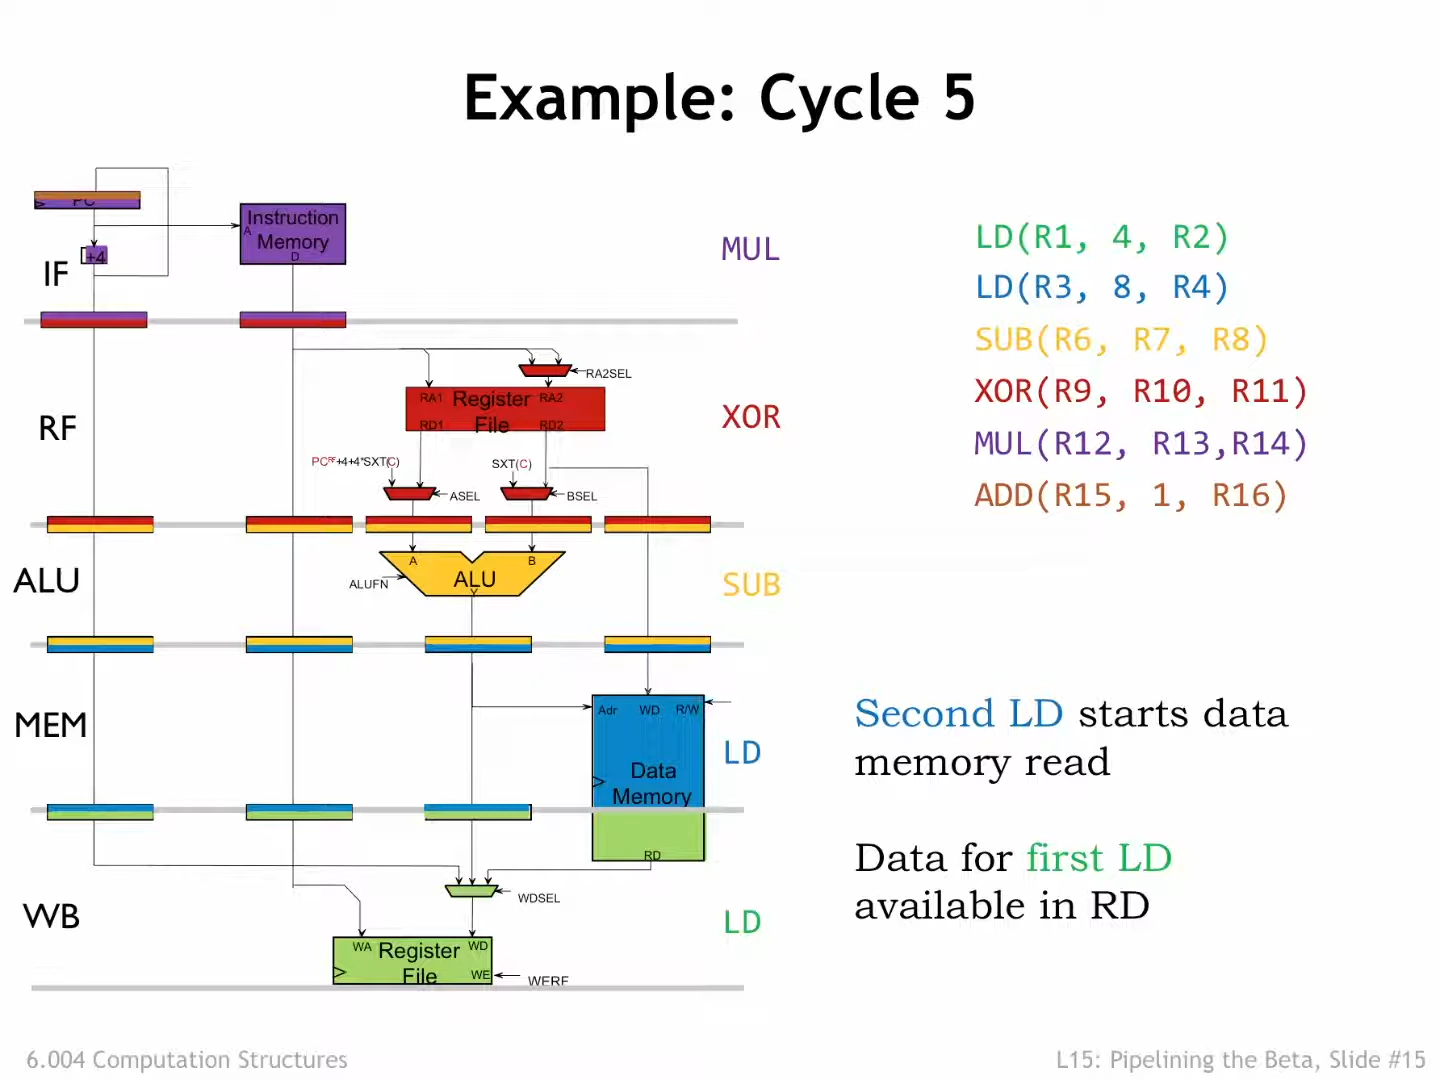 Example: Cycle 5
PC
Instruction
Memory
A
D
+4
IF
MUL
LD(R1, 4, R2)
LD(R3, 8, R4)
SUB(R6, R7, R8)
XOR(R9, R10, R11)
MUL(R12, R13,R14)
ADD(R15, 1, R16)
RA2SEL
RA1 Register RA2
File
RD1 RD2
RF
XOR
PCRF+4+4*SXT(C)
SXT(C)
ASEL
BSEL
ALU
A B
ALUFN
ALU
Y
SUB
MEM
Adr WD R/W
Data
Memory
RD
LD
Second LD starts data
memory read
Data for first LD
available in RD
WDSEL
WB
WA Register WD
File
WE
WERF
LD
6.004 Computation Structures
L15: Pipelining the Beta, Slide #15